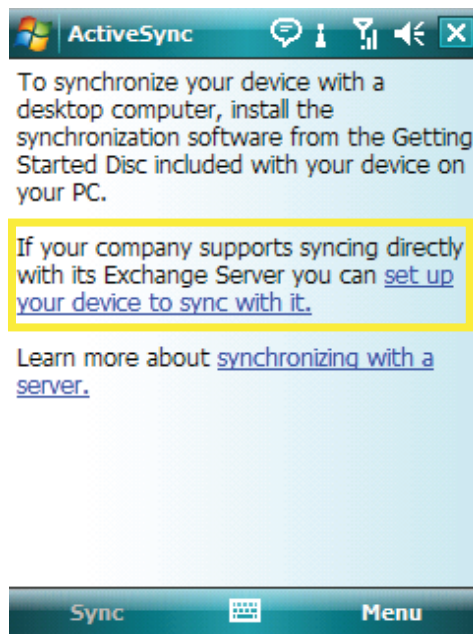 ActiveSync
To synchronize your device with a
desktop computer, install the
synchronization software from the Getting
Started Disc included with your device on
your PC.
If your company supports syncing directly
with its Exchange Server you can set up
your device to sync with it.
Learn more about synchronizing with a
server.
Sync Menu